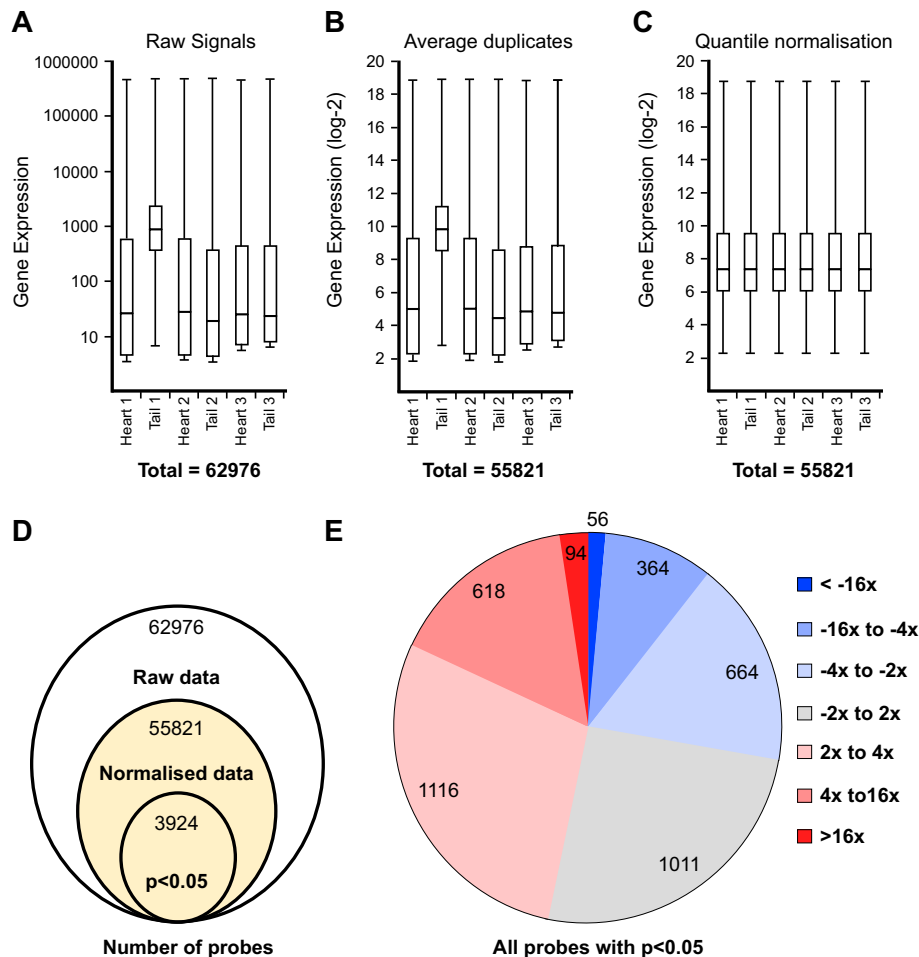 A
Raw Signals
Gene Expression
1000000
100000
10000
1000
100
10
Heart 1
Tail 1
Heart 2
Tail 2
Heart 3
Tail 3
Total = 62976
B
Average duplicates
Gene Expression (log-2)
20
18
16
14
12
10
8
6
4
2
Heart 1
Tail 1
Heart 2
Tail 2
Heart 3
Tail 3
Total = 55821
C
Quantile normalisation
Gene Expression (log-2)
20
18
16
14
12
10
8
6
4
2
Heart 1
Tail 1
Heart 2
Tail 2
Heart 3
Tail 3
Total = 55821
D
62976
Raw data
55821
Normalised data
3924
p<0.05
Number of probes
E
56
94
364
618
664
1116
1011
< -16x
-16x to -4x
-4x to -2x
-2x to 2x
2x to 4x
4x to16x
>16x
All probes with p<0.05